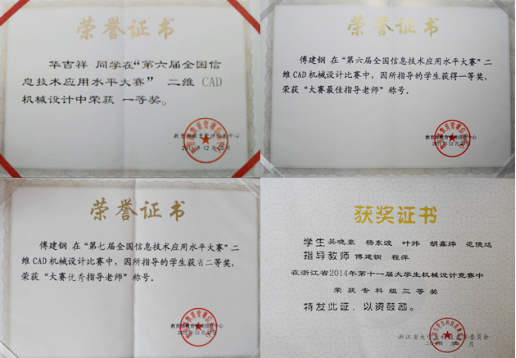 荣誉证书
华吉祥 同学在“第六届全国信
息技术应用水平大赛” 二维 CAD
机械设计中荣获 一等奖。
荣誉证书
傅建钢 在“第六届全国信息技术应用水平大赛”二
维CAD机械设计比赛中，因所指导的学生获得一等奖，
荣获“大赛最佳指导老师”称号。
荣誉证书
傅建钢 在“第七届全国信息技术应用水平大赛”二
维CAD机械设计比赛中，因所指导的学生获省二等奖，
荣获“大赛优秀指导老师”称号。
获奖证书
学生 吴晓豪 杨东波 叶炜 胡鑫烨 范俊达
指导教师 傅建钢 程萍
在浙江省2014年第十一届大学生机械设计竞赛中
荣获专科组三等奖
特发此证，以资鼓励。